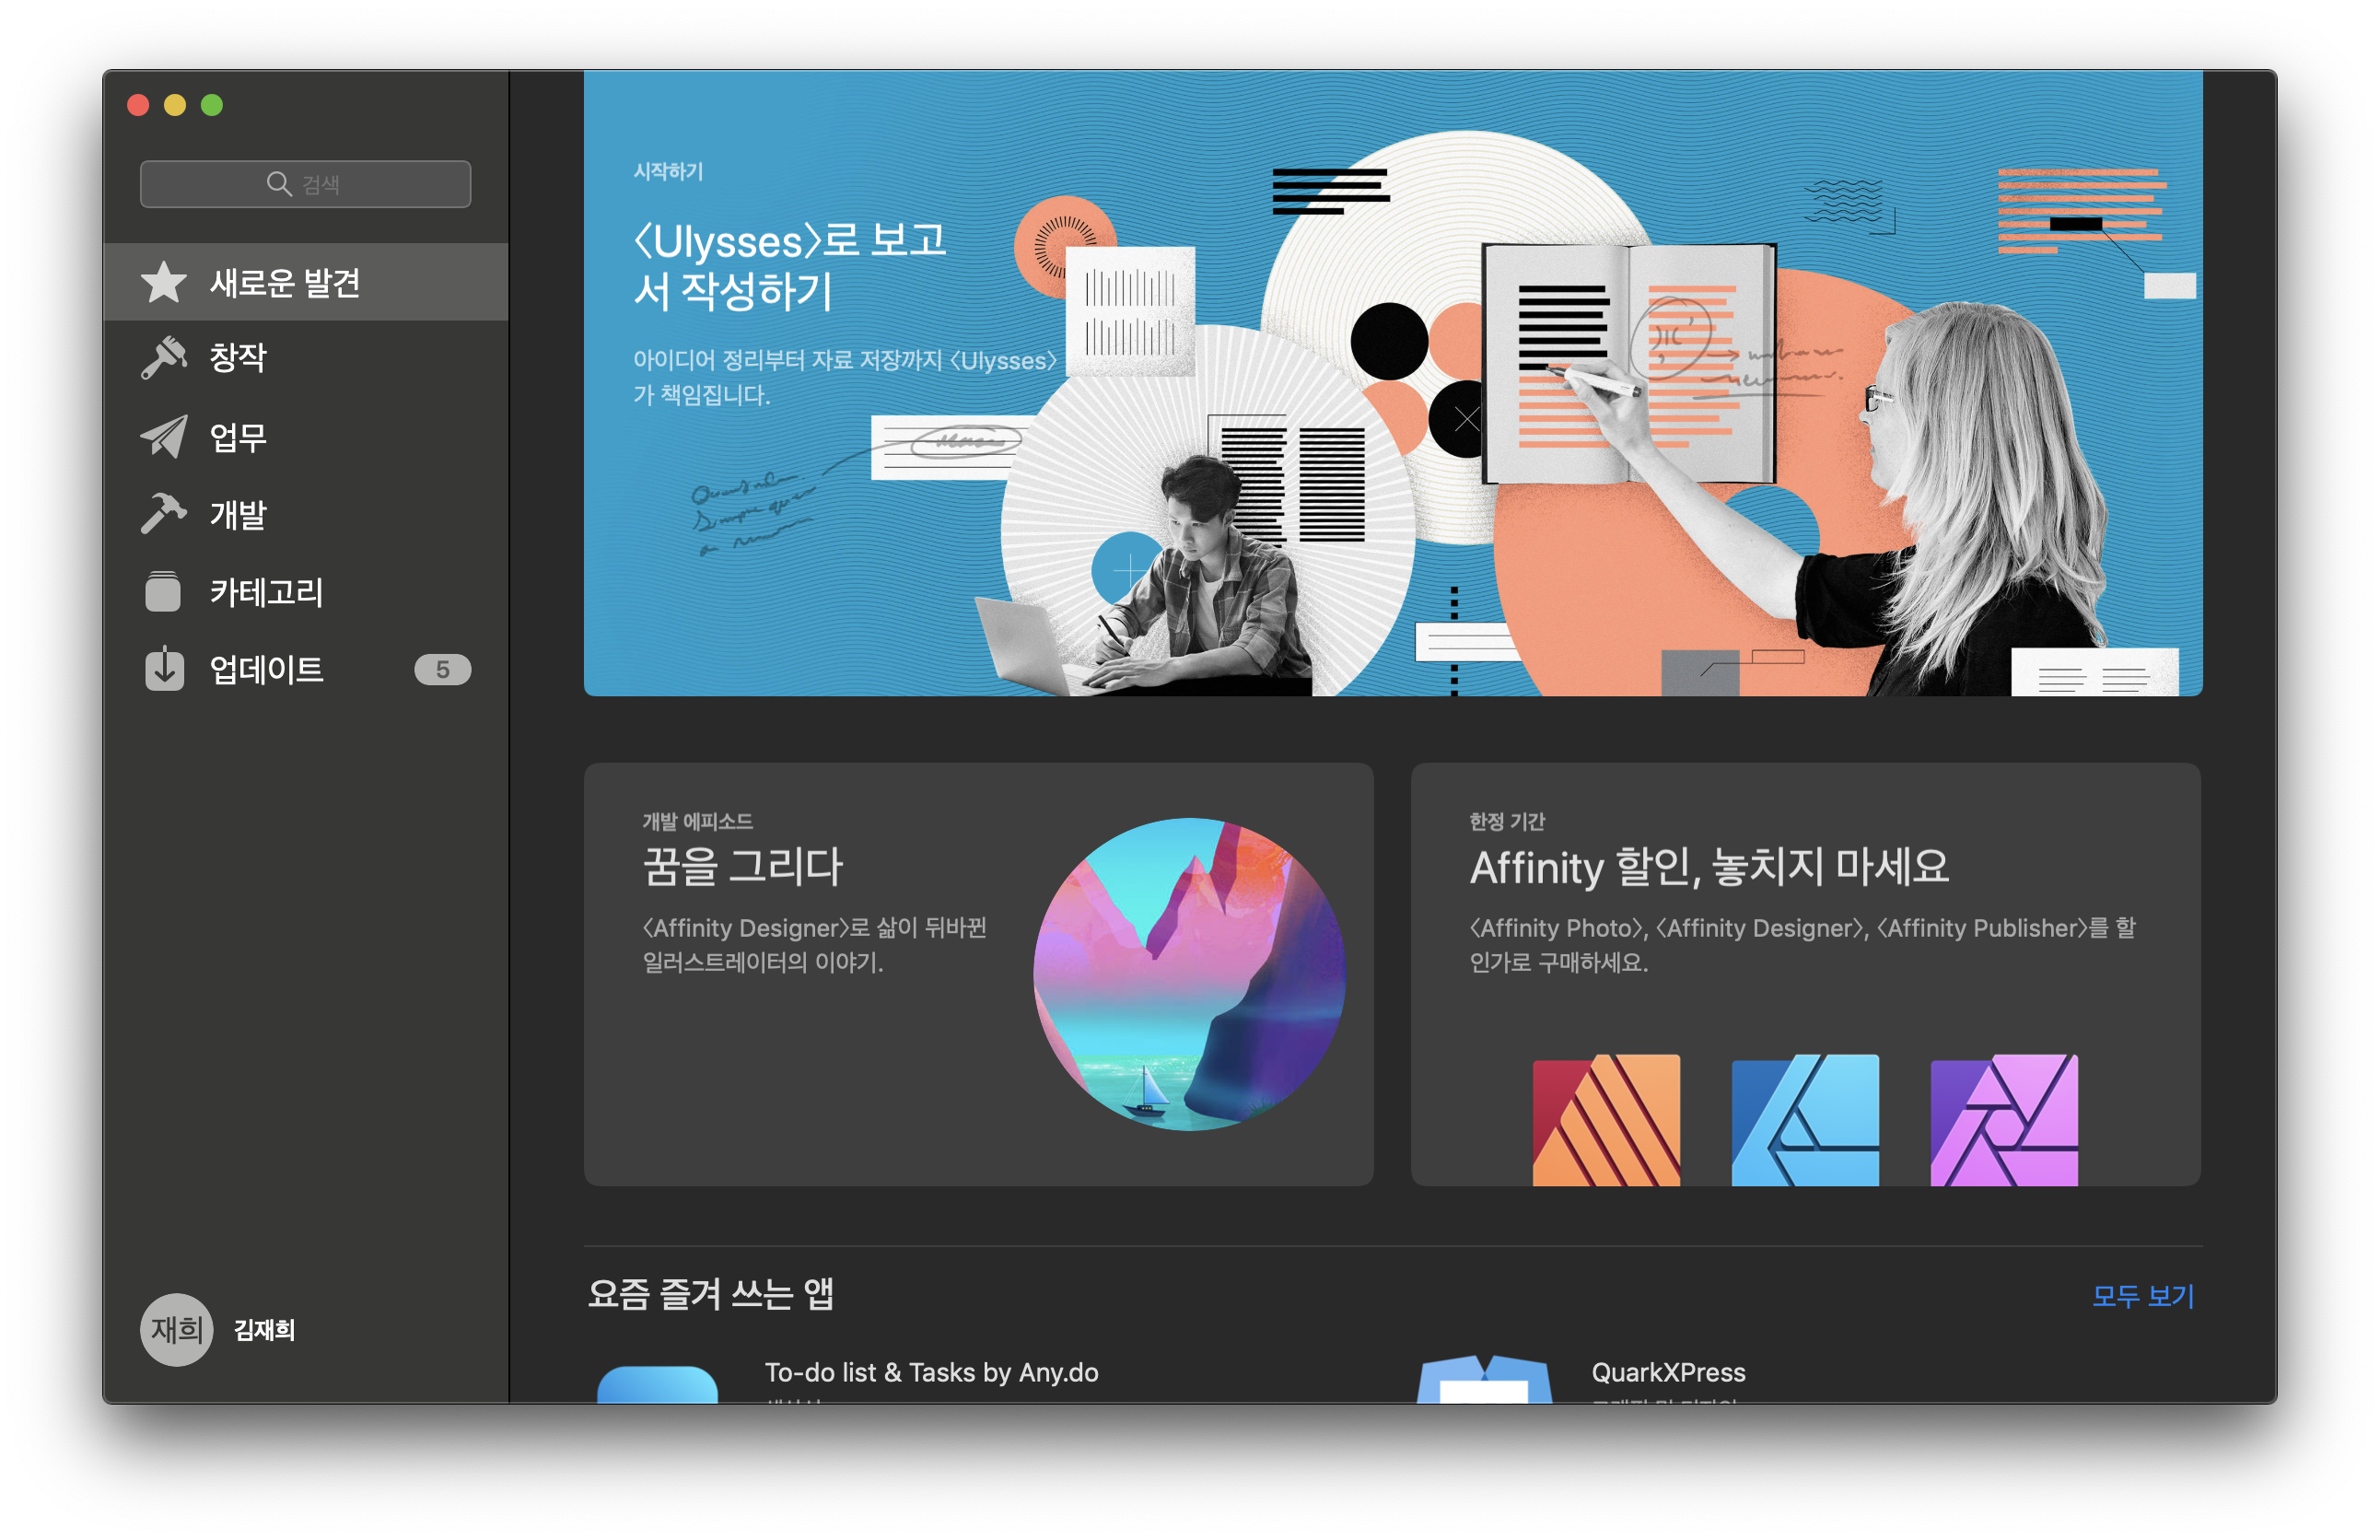 검색
새로운 발견
창작
업무
개발
카테고리
업데이트 5
재희 김재희
시작하기
〈Ulysses〉로 보고
서 작성하기
아이디어 정리부터 자료 저장까지 〈Ulysses〉
가 책임집니다.
개발 에피소드
꿈을 그리다
〈Affinity Designer〉로 삶이 뒤바뀐
일러스트레이터의 이야기.
한정 기간
Affinity 할인, 놓치지 마세요
〈Affinity Photo〉, 〈Affinity Designer〉, 〈Affinity Publisher〉를 할
인가로 구매하세요.
요즘 즐겨 쓰는 앱
모두 보기
To-do list & Tasks by Any.do
QuarkXPress